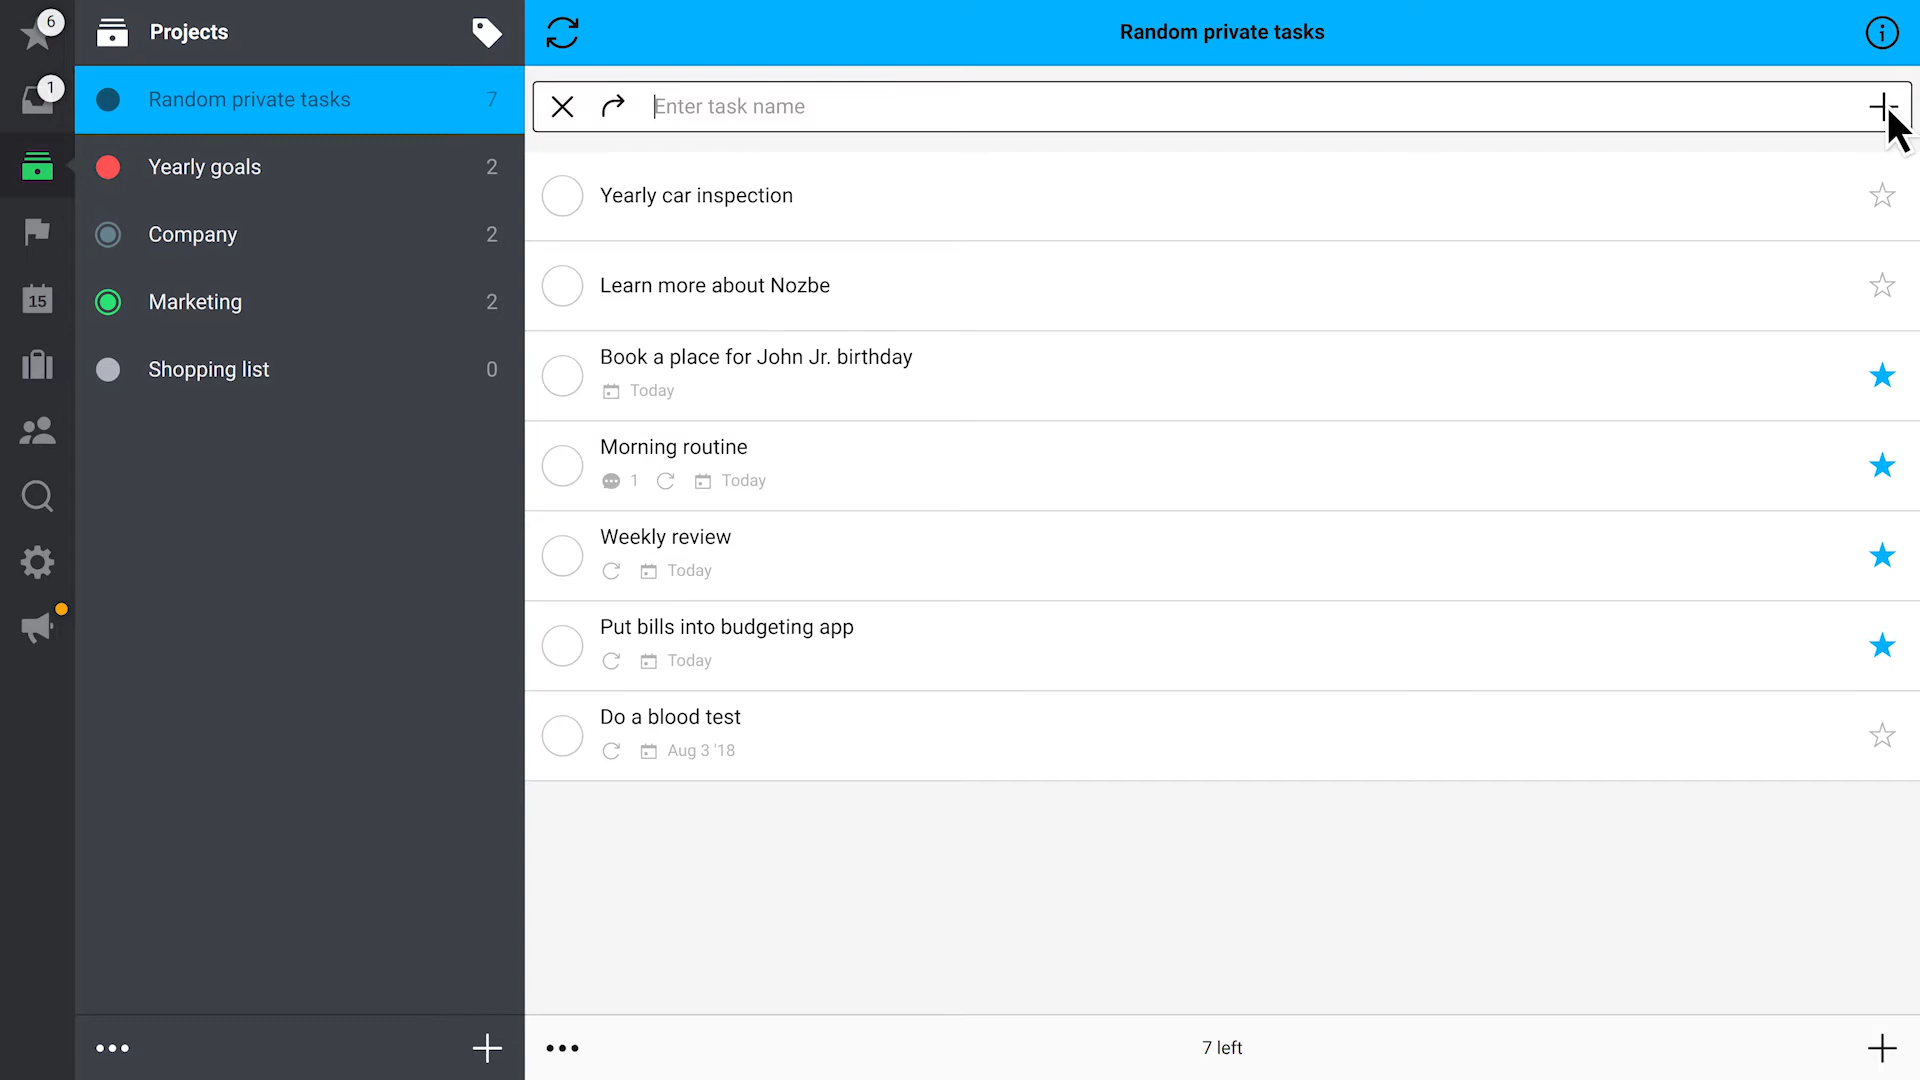 6
Projects
Random private tasks
1
Random private tasks 7
Enter task name
Yearly goals 2
Yearly car inspection
Company 2
Learn more about Nozbe
15
Marketing 2
Book a place for John Jr. birthday
Today
Shopping list 0
Morning routine
1 Today
Weekly review
Today
Put bills into budgeting app
Today
Do a blood test
Aug 3 '18
7 left